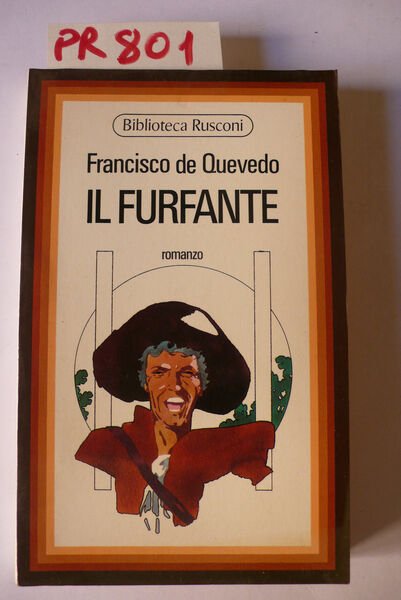 PR 801
Biblioteca Rusconi
Francisco de Quevedo
IL FURFANTE
romanzo